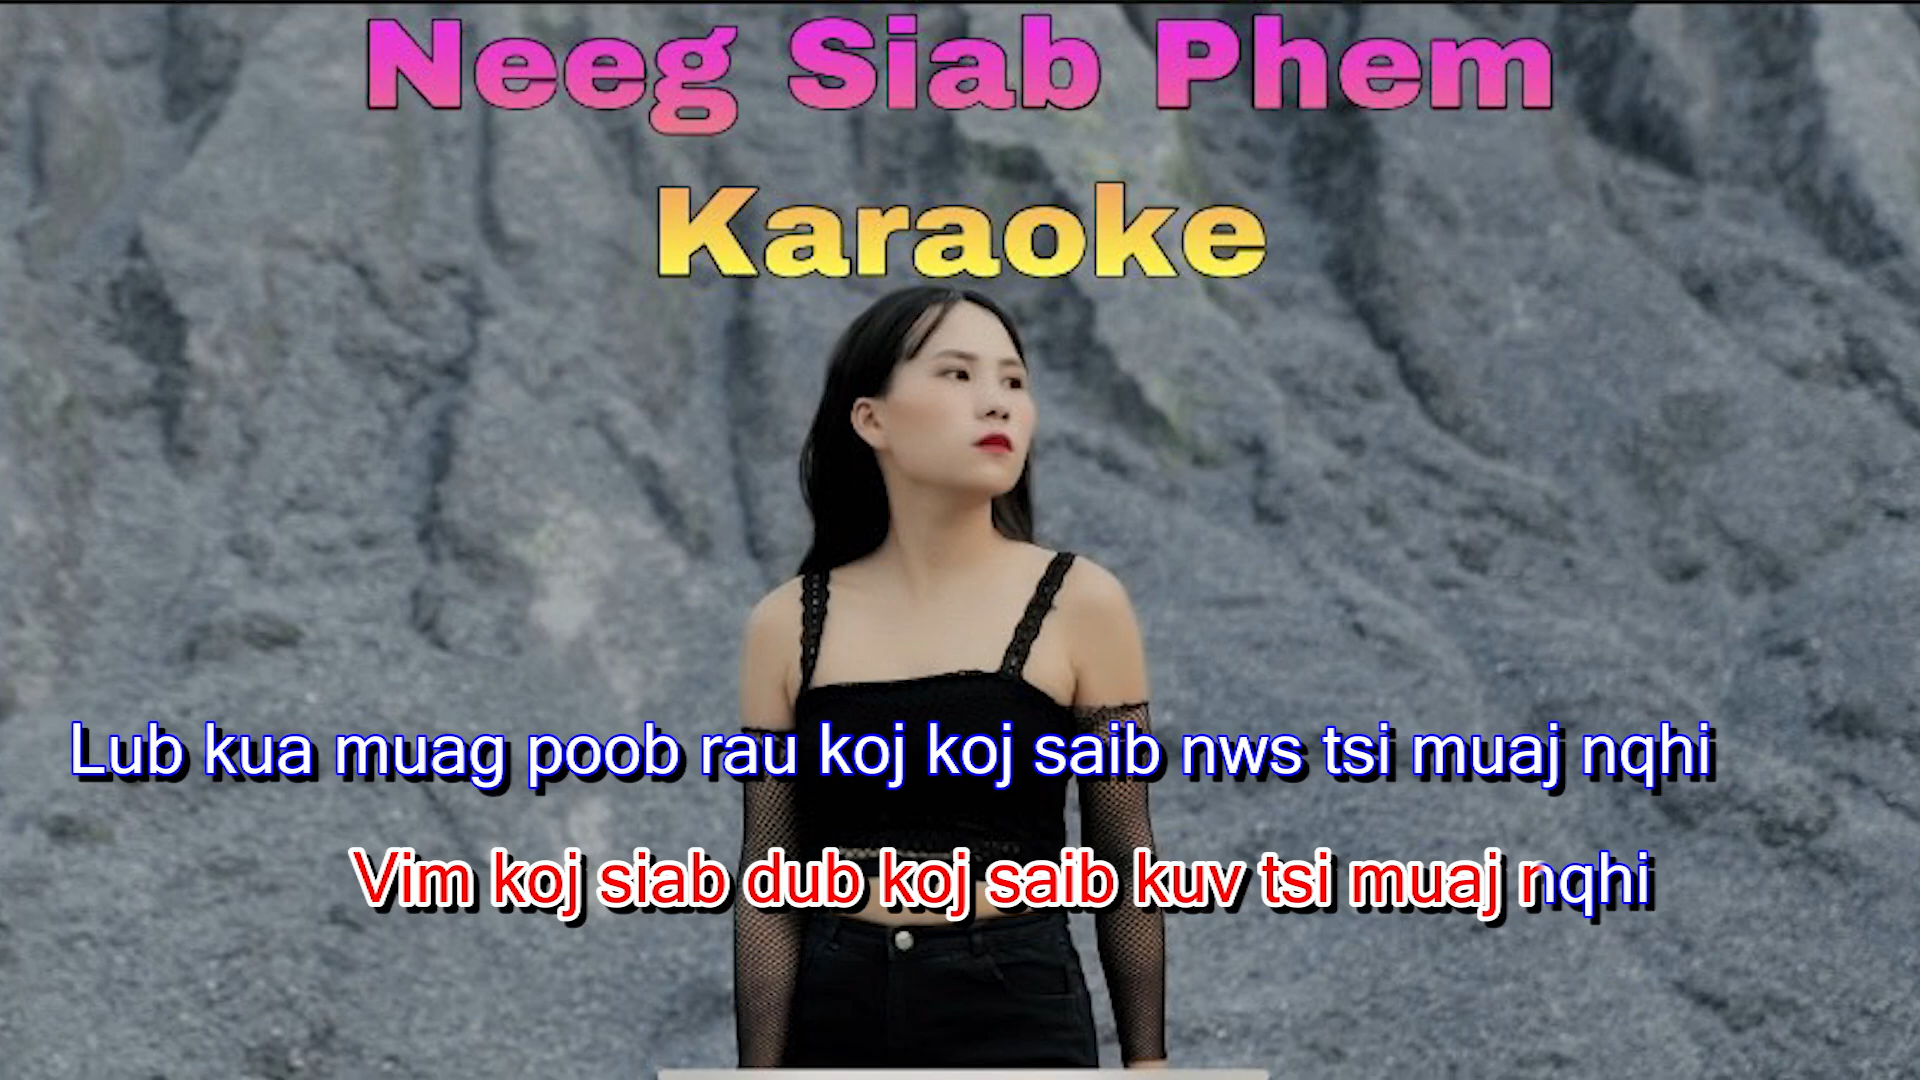 Neeg Siab Phem
Karaoke
Lub kua muag poob rau koj koj saib nws tsi muaj nqhi
Vim koj siab dub koj saib kuv tsi muaj nqhi